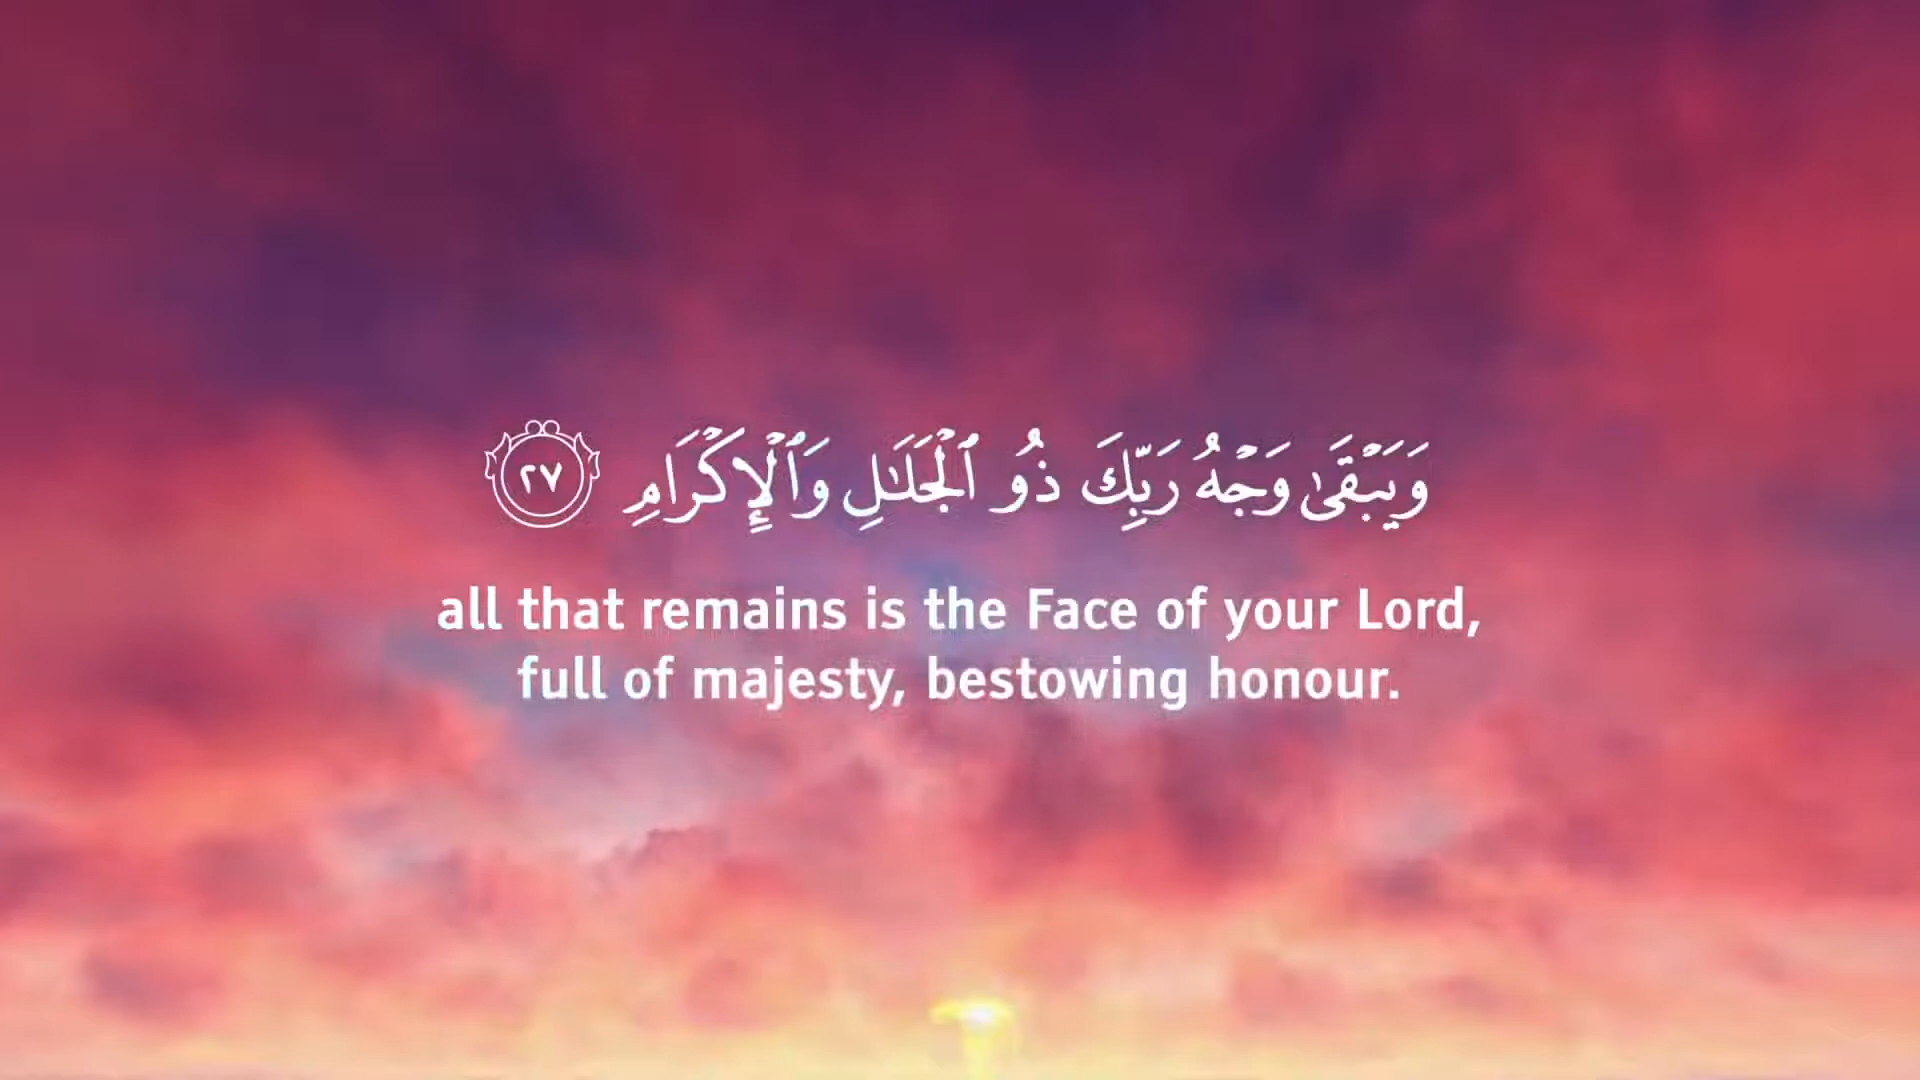 وَيَبْقَىٰ وَجْهُ رَبِّكَ ذُو ٱلْجَلَـٰلِ وَٱلْإِكْرَامِ ٢٧
all that remains is the Face of your Lord,
full of majesty, bestowing honour.